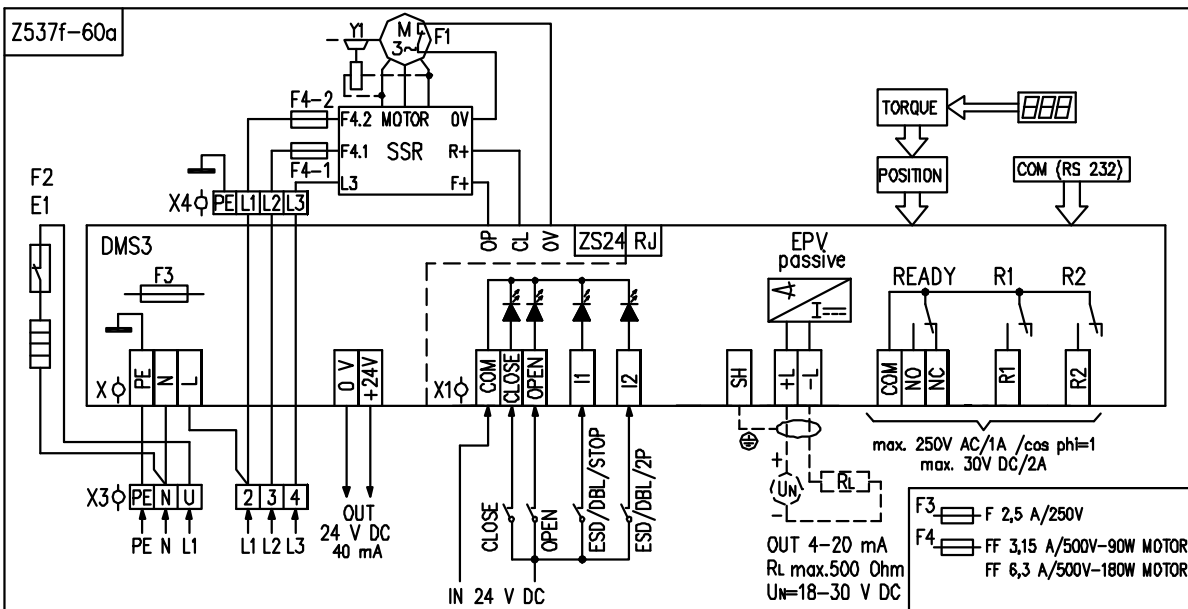 Z537f-60a
Y1
M
3~
F1
F4-2
F4.2 MOTOR 0V
F4.1 SSR R+
F4-1
L3 F+
TORQUE
POSITION
COM (RS 232)
F2
E1
X4
PE L1 L2 L3
DMS3
OP
CL
0V
ZS24 RJ
EPV
passive
F3
READY R1 R2
I
X
PE
N
L
0 V
+24V
X1
COM
CLOSE
OPEN
I1
I2
SH
+L
-L
COM
NO
NC
R1
R2
max. 250V AC/1A /cos phi=1
max. 30V DC/2A
X3
PE N U
2 3 4
PE N L1
L1 L2 L3
OUT
24 V DC
40 mA
CLOSE
OPEN
ESD/DBL/STOP
ESD/DBL/2P
IN 24 V DC
+
UN
-
RL
OUT 4-20 mA
RL max.500 Ohm
UN=18-30 V DC
F3 F 2,5 A/250V
F4 FF 3,15 A/500V-90W MOTOR
FF 6,3 A/500V-180W MOTOR